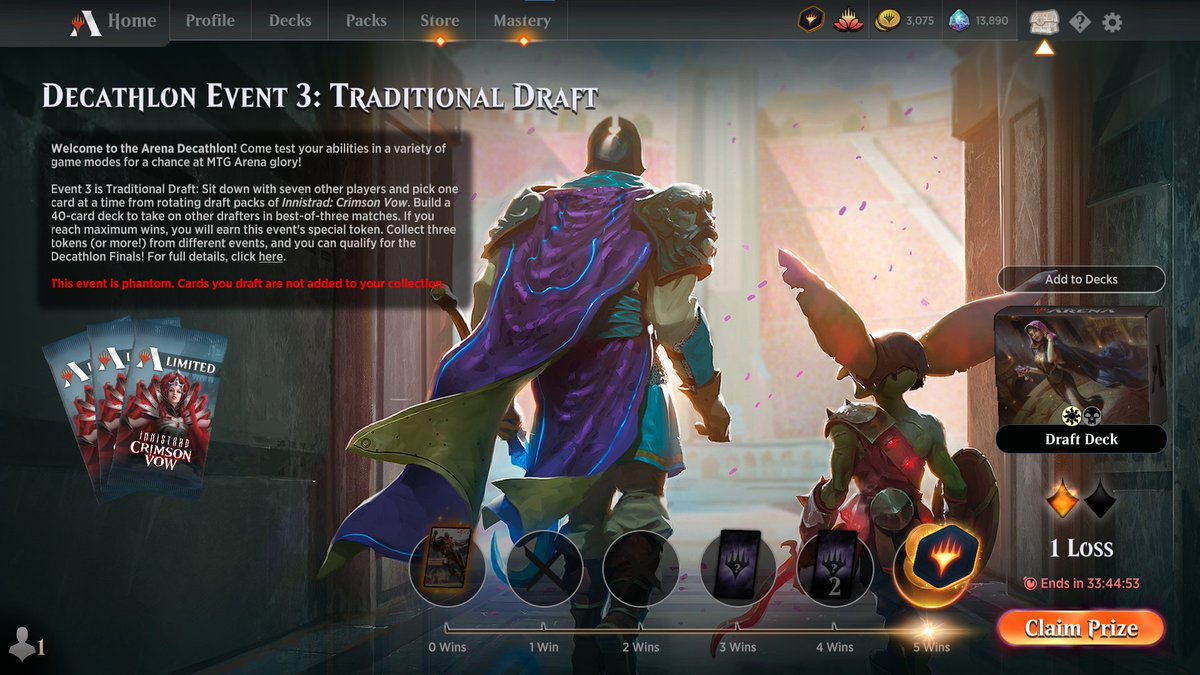 Home
Profile
Decks
Packs
Store
Mastery
3,075
13,890
Decathlon Event 3: Traditional Draft
Welcome to the Arena Decathlon! Come test your abilities in a variety of
game modes for a chance at MTG Arena glory!
Event 3 is Traditional Draft: Sit down with seven other players and pick one
card at a time from rotating draft packs of Innistrad: Crimson Vow. Build a
40-card deck to take on other drafters in best-of-three matches. If you
reach maximum wins, you will earn this event's special token. Collect three
tokens (or more!) from different events, and you can qualify for the
Decathlon Finals! For full details, click here.
This event is phantom. Cards you draft are not added to your collection.
LIMITED
INNISTRAD
CRIMSON
VOW
Add to Decks
ARENA
Draft Deck
1 Loss
Ends in 33:44:53
Claim Prize
?
?
2
0 Wins
1 Win
2 Wins
3 Wins
4 Wins
5 Wins
1